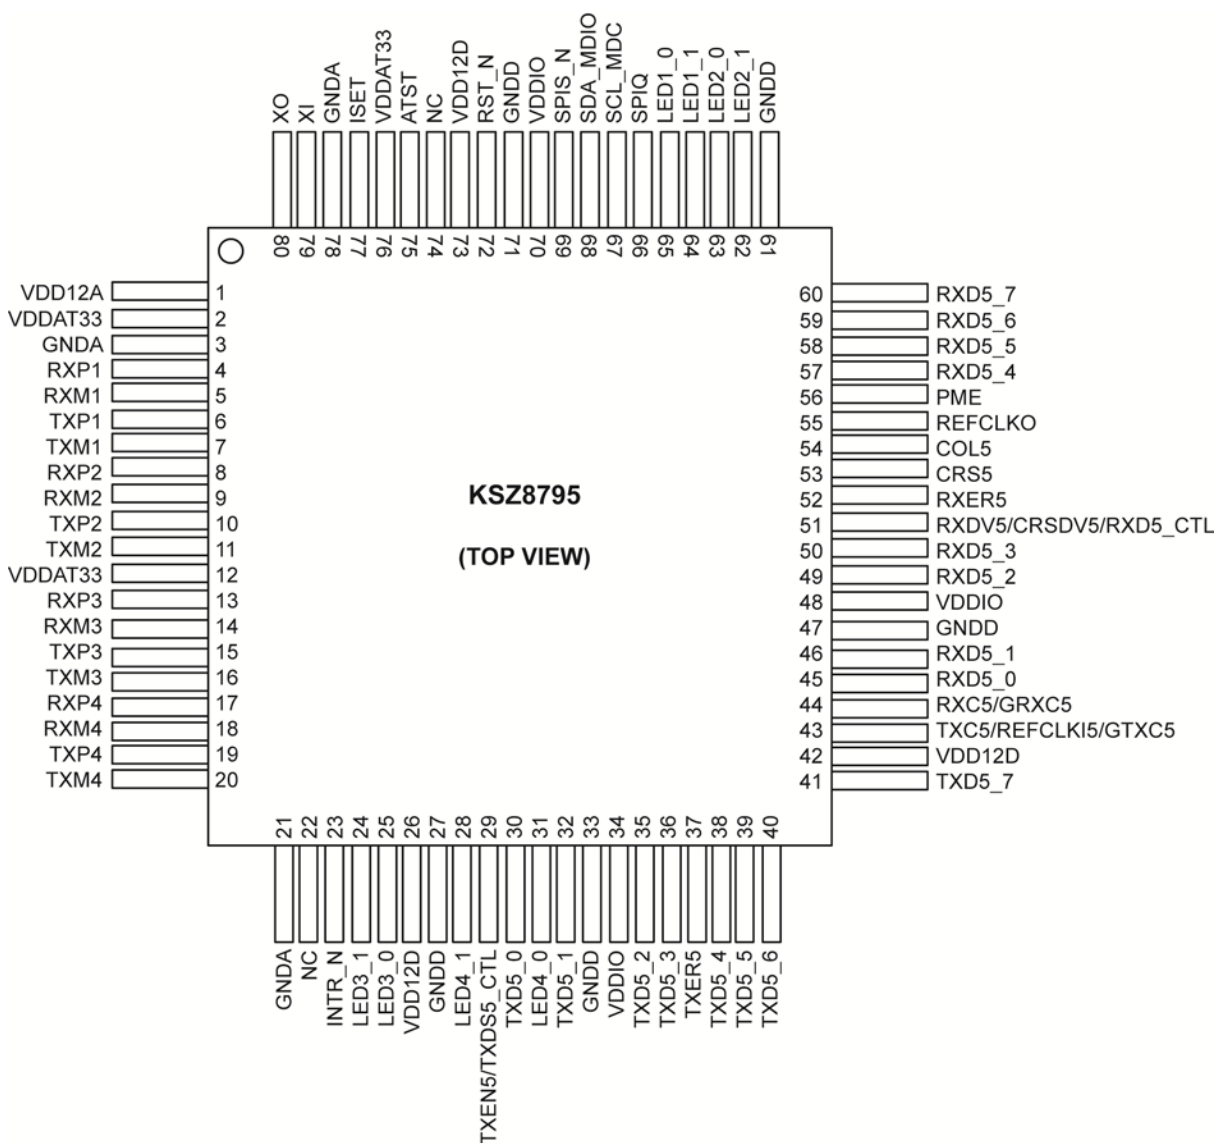 XO
XI
GNDA
ISET
VDDAT33
ATST
NC
VDD12D
RST_N
GNDD
VDDIO
SPIS_N
SDA_MDIO
SCL_MDC
SPIQ
LED1_0
LED1_1
LED2_0
LED2_1
GNDD
80
79
78
77
76
75
74
73
72
71
70
69
68
67
66
65
64
63
62
61
VDD12A 1
VDDAT33 2
GNDA 3
RXP1 4
RXM1 5
TXP1 6
TXM1 7
RXP2 8
RXM2 9
TXP2 10
TXM2 11
VDDAT33 12
RXP3 13
RXM3 14
TXP3 15
TXM3 16
RXP4 17
RXM4 18
TXP4 19
TXM4 20
KSZ8795
(TOP VIEW)
60 RXD5_7
59 RXD5_6
58 RXD5_5
57 RXD5_4
56 PME
55 REFCLKO
54 COL5
53 CRS5
52 RXER5
51 RXDV5/CRSDV5/RXD5_CTL
50 RXD5_3
49 RXD5_2
48 VDDIO
47 GNDD
46 RXD5_1
45 RXD5_0
44 RXC5/GRXC5
43 TXC5/REFCLKI5/GTXC5
42 VDD12D
41 TXD5_7
21
22
23
24
25
26
27
28
29
30
31
32
33
34
35
36
37
38
39
40
GNDA
NC
INTR_N
LED3_1
LED3_0
VDD12D
GNDD
LED4_1
TXEN5/TXDS5_CTL
TXD5_0
LED4_0
TXD5_1
GNDD
VDDIO
TXD5_2
TXD5_3
TXER5
TXD5_4
TXD5_5
TXD5_6